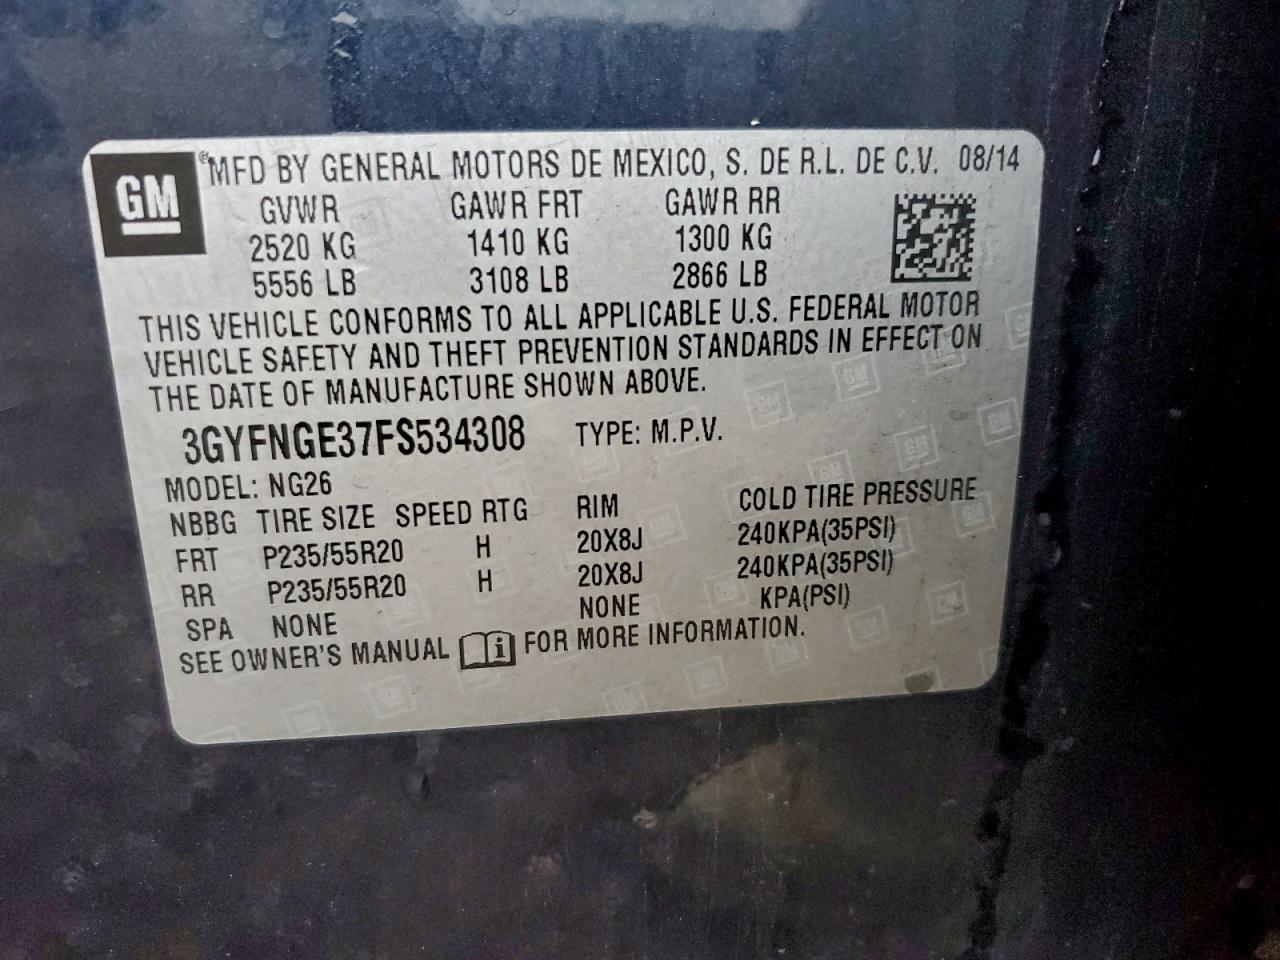 GM
®MFD BY GENERAL MOTORS DE MEXICO, S. DE R.L. DE C.V. 08/14
GVWR GAWR FRT GAWR RR
2520 KG 1410 KG 1300 KG
5556 LB 3108 LB 2866 LB
THIS VEHICLE CONFORMS TO ALL APPLICABLE U.S. FEDERAL MOTOR
VEHICLE SAFETY AND THEFT PREVENTION STANDARDS IN EFFECT ON
THE DATE OF MANUFACTURE SHOWN ABOVE.
3GYFNGE37FS534308 TYPE: M.P.V.
MODEL: NG26
NBBG TIRE SIZE SPEED RTG RIM COLD TIRE PRESSURE
FRT P235/55R20 H 20X8J 240KPA(35PSI)
RR P235/55R20 H 20X8J 240KPA(35PSI)
SPA NONE NONE KPA(PSI)
SEE OWNER'S MANUAL i FOR MORE INFORMATION.